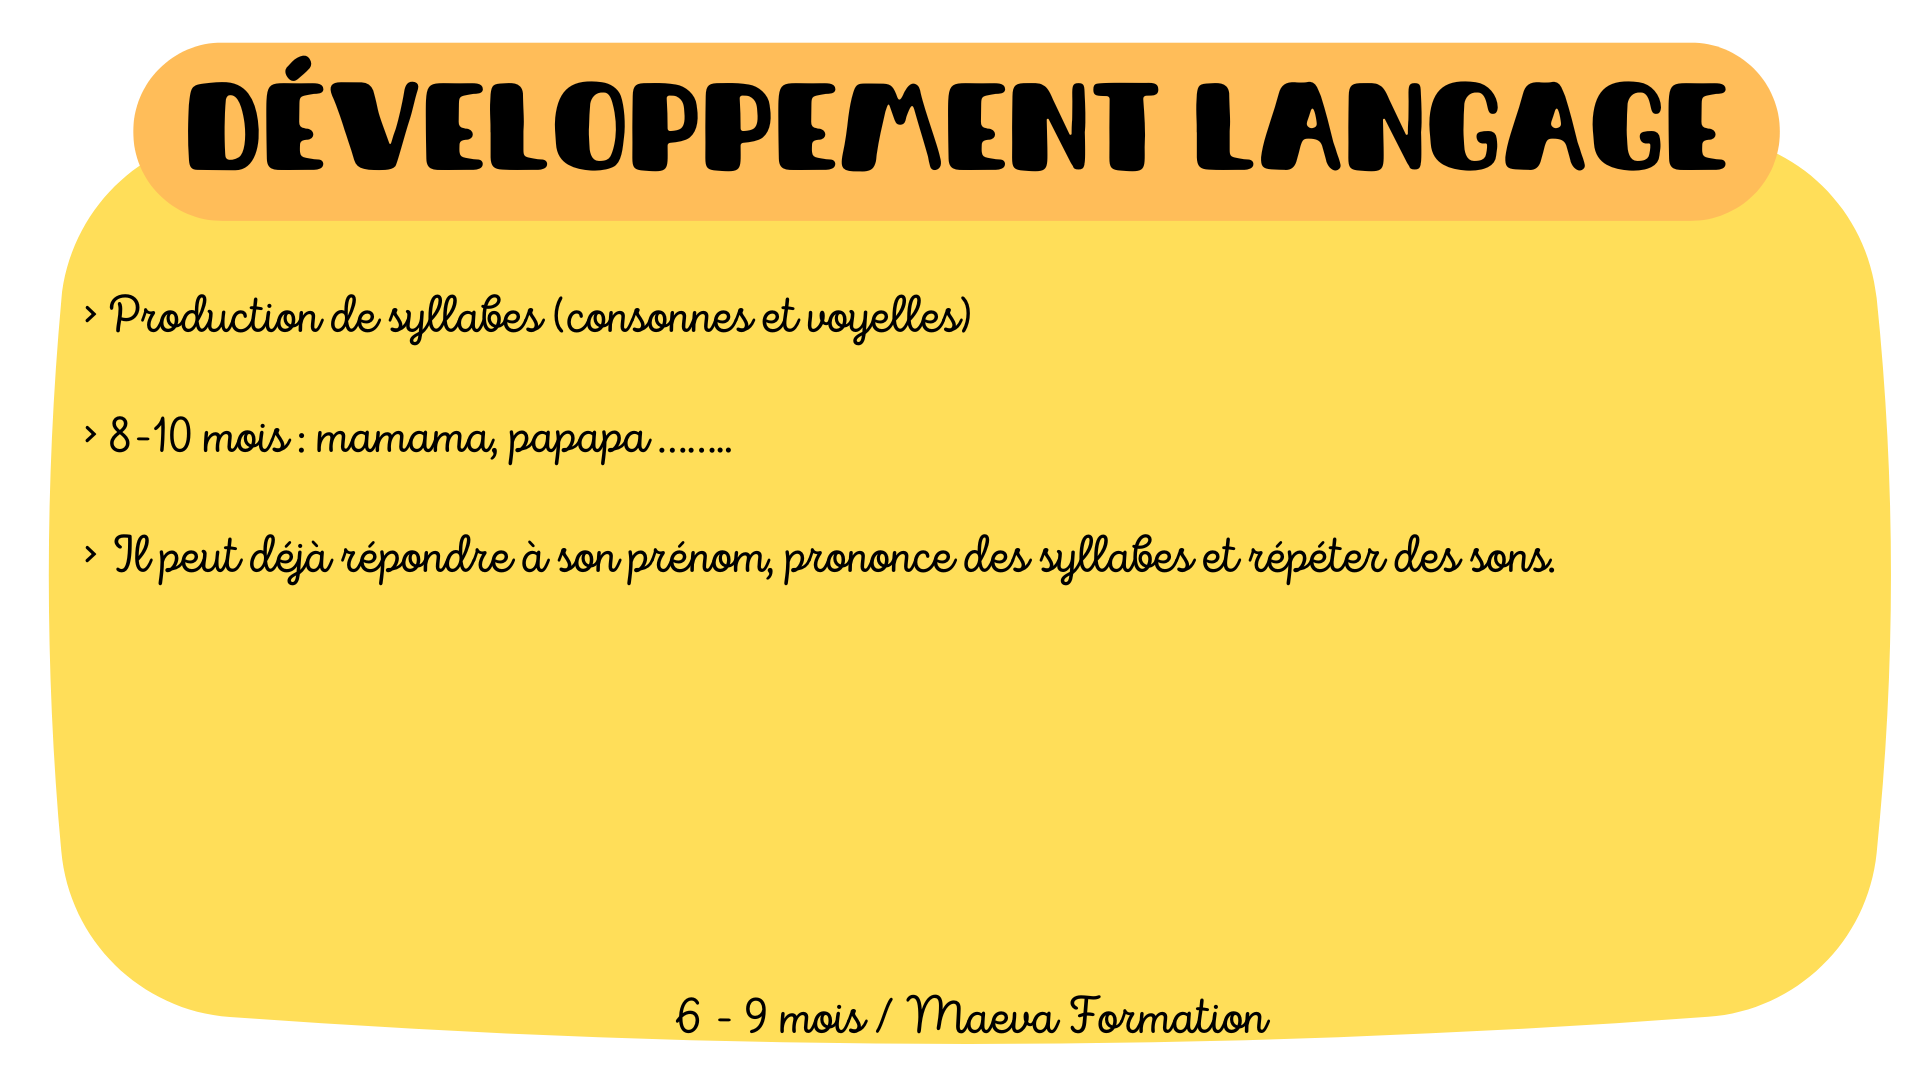 DÉVELOPPEMENT LANGAGE
> Production de syllabes (consonnes et voyelles)
> 8-10 mois : mamama, papapa ........
> Il peut déjà répondre à son prénom, prononce des syllabes et répéter des sons.
6 - 9 mois / Maeva Formation